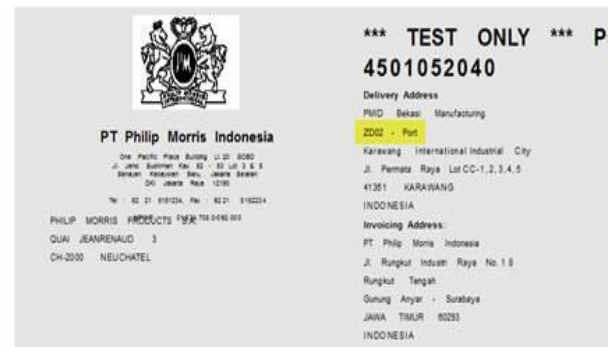 PT Philip Morris Indonesia
One Pacific Place Building Lt.20 SCBD
Jl. Jend. Sudirman Kav. 52 - 53 Lot 3 & 5
Senayan Kebayoran Baru, Jakarta Selatan
DKI Jakarta Raya 12190
PHILIP MORRIS PRODUCTS
QUAI JEANRENAUD 3
CH-2000 NEUCHATEL
*** TEST ONLY *** P
4501052040
Delivery Address
PMID Bekasi Manufacturing
ZD02 - Port
Karawang International Industrial City
Jl. Permata Raya Lot CC-1,2,3,4,5
41361 KARAWANG
INDONESIA
Invoicing Address:
PT Philip Morris Indonesia
Jl. Rungkut Industri Raya No. 1 8
Rungkut Tengah
Gunung Anyar - Surabaya
JAWA TIMUR 60293
INDONESIA